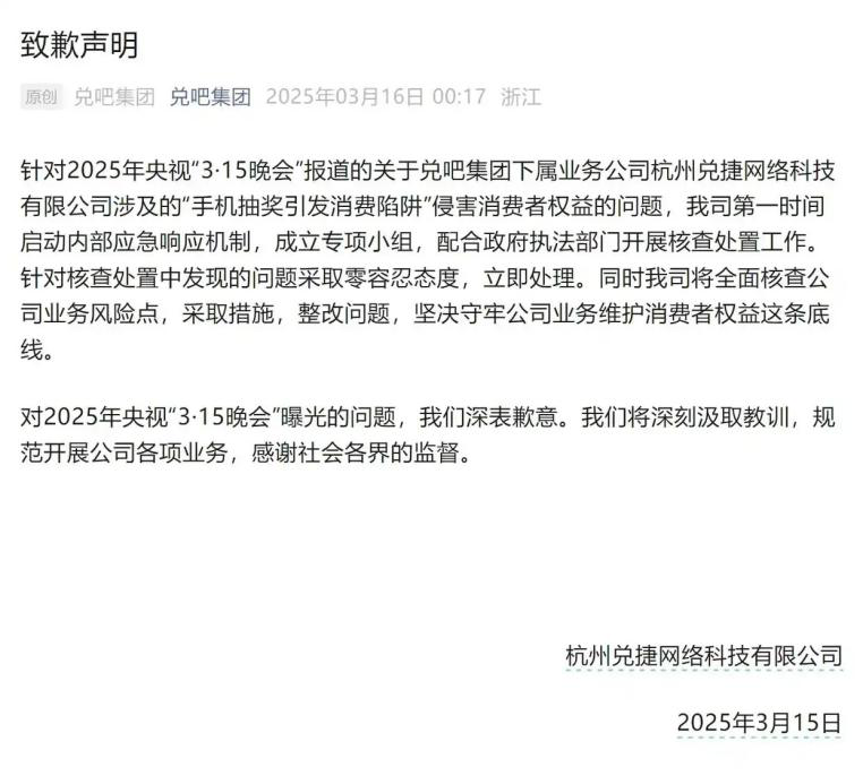 致歉声明
原创 兑吧集团 兑吧集团 2025年03月16日 00:17 浙江
针对2025年央视“3·15晚会”报道的关于兑吧集团下属业务公司杭州兑捷网络科技
有限公司涉及的“手机抽奖引发消费陷阱”侵害消费者权益的问题，我司第一时间
启动内部应急响应机制，成立专项小组，配合政府执法部门开展核查处置工作。
针对核查处置中发现的问题采取零容忍态度，立即处理。同时我司将全面核查公
司业务风险点，采取措施，整改问题，坚决守牢公司业务维护消费者权益这条底
线。
对2025年央视“3·15晚会”曝光的问题，我们深表歉意。我们将深刻汲取教训，规
范开展公司各项业务，感谢社会各界的监督。
杭州兑捷网络科技有限公司
2025年3月15日